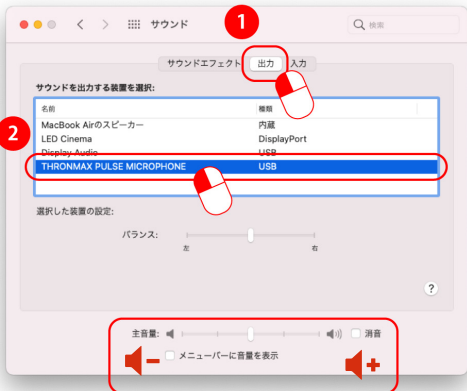 サウンド
検索
1
サウンドエフェクト 出力 入力
サウンドを出力する装置を選択:
名前 種類
MacBook Airのスピーカー 内蔵
LED Cinema DisplayPort
2
Display Audio USB
THRONMAX PULSE MICROPHONE USB
選択した装置の設定:
バランス:
左 右
?
主音量: 消音
メニューバーに音量を表示